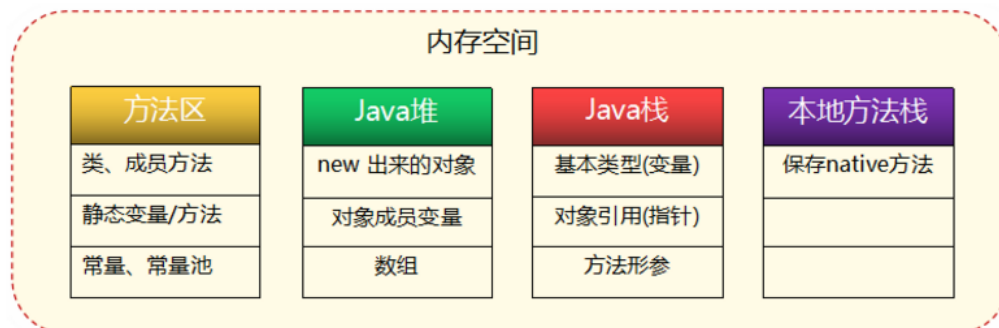 内存空间
方法区
类、成员方法
静态变量/方法
常量、常量池
Java堆
new 出来的对象
对象成员变量
数组
Java栈
基本类型(变量)
对象引用(指针)
方法形参
本地方法栈
保存native方法